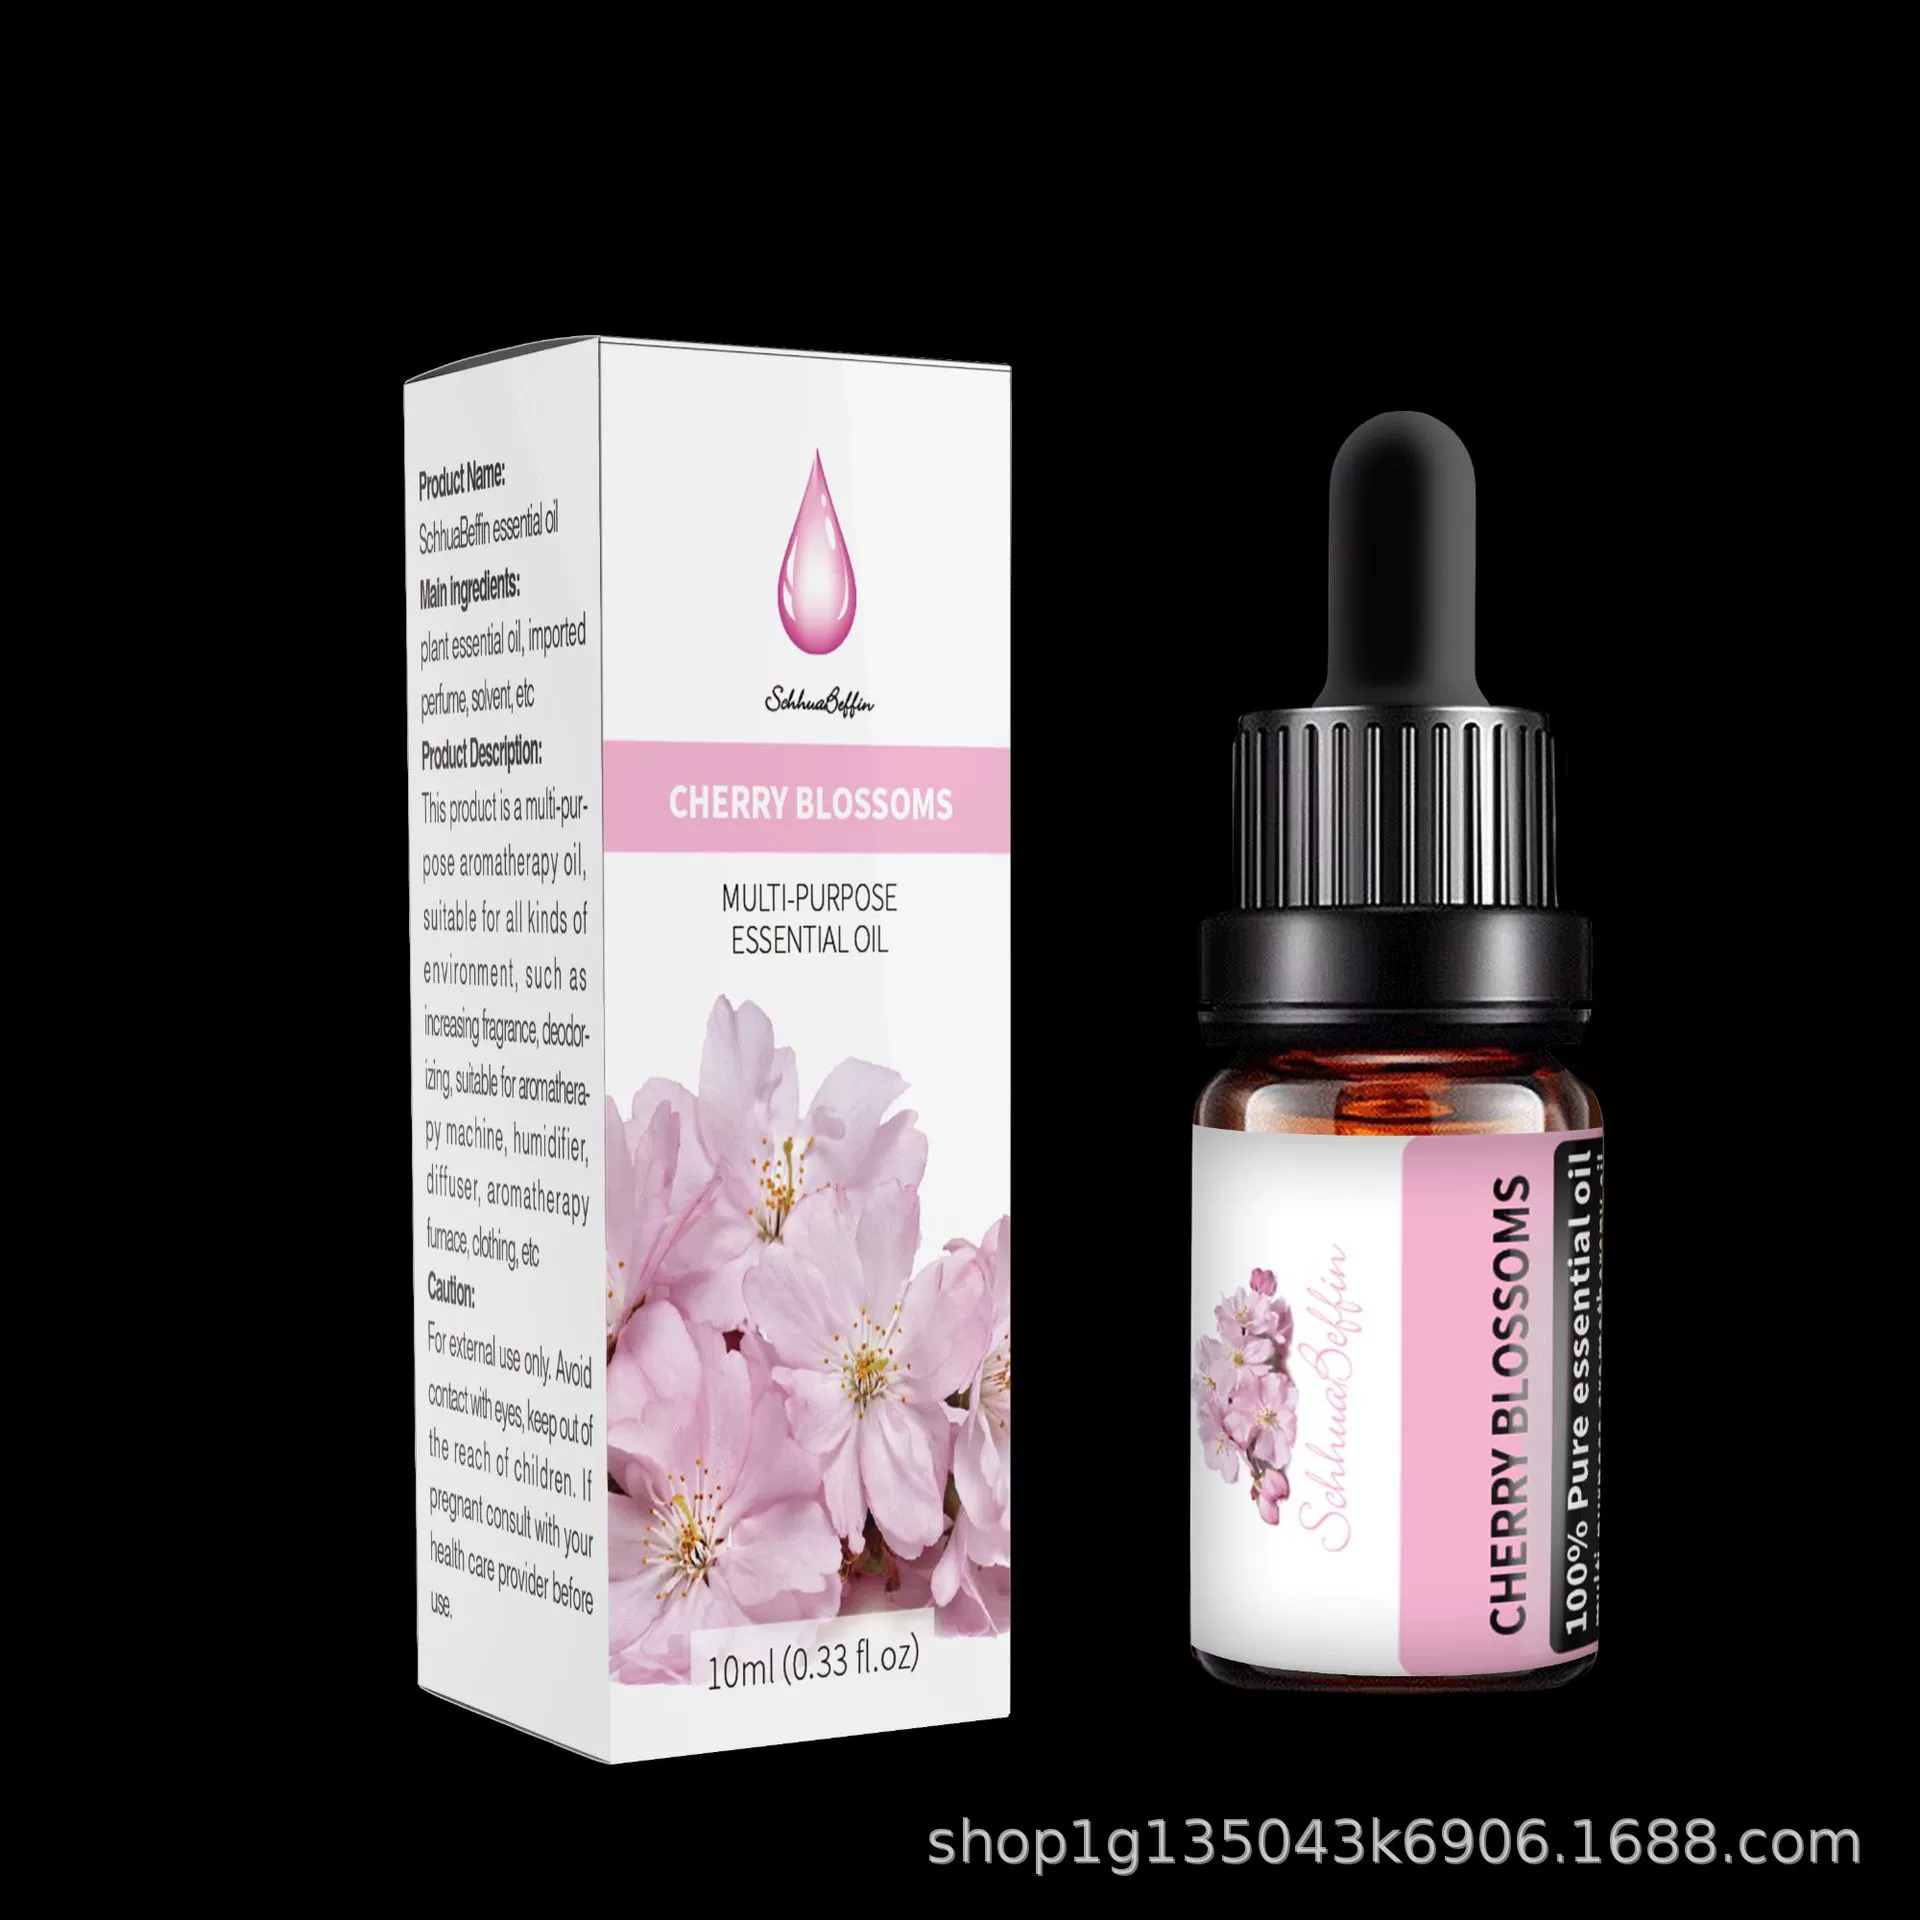 Product Name:
SchhuaBeffin essential oil
Main ingredients:
plant essential oil, imported
perfume, solvent, etc
Product Description:
This product is a multi-pur-
pose aromatherapy oil,
suitable for all kinds of
environment, such as
increasing fragrance, deodor-
izing, suitable for aromathera-
py machine, humidifier,
diffuser, aromatherapy
furnace, clothing, etc
Caution:
For external use only. Avoid
contact with eyes, keep out of
the reach of children. If
pregnant consult with your
health care provider before
use.
SchhuaBeffin
CHERRY BLOSSOMS
MULTI-PURPOSE
ESSENTIAL OIL
10ml (0.33 fl.oz)
SchhuaBeffin
CHERRY BLOSSOMS
100% Pure essential oil
shop1g135043k6906.1688.com